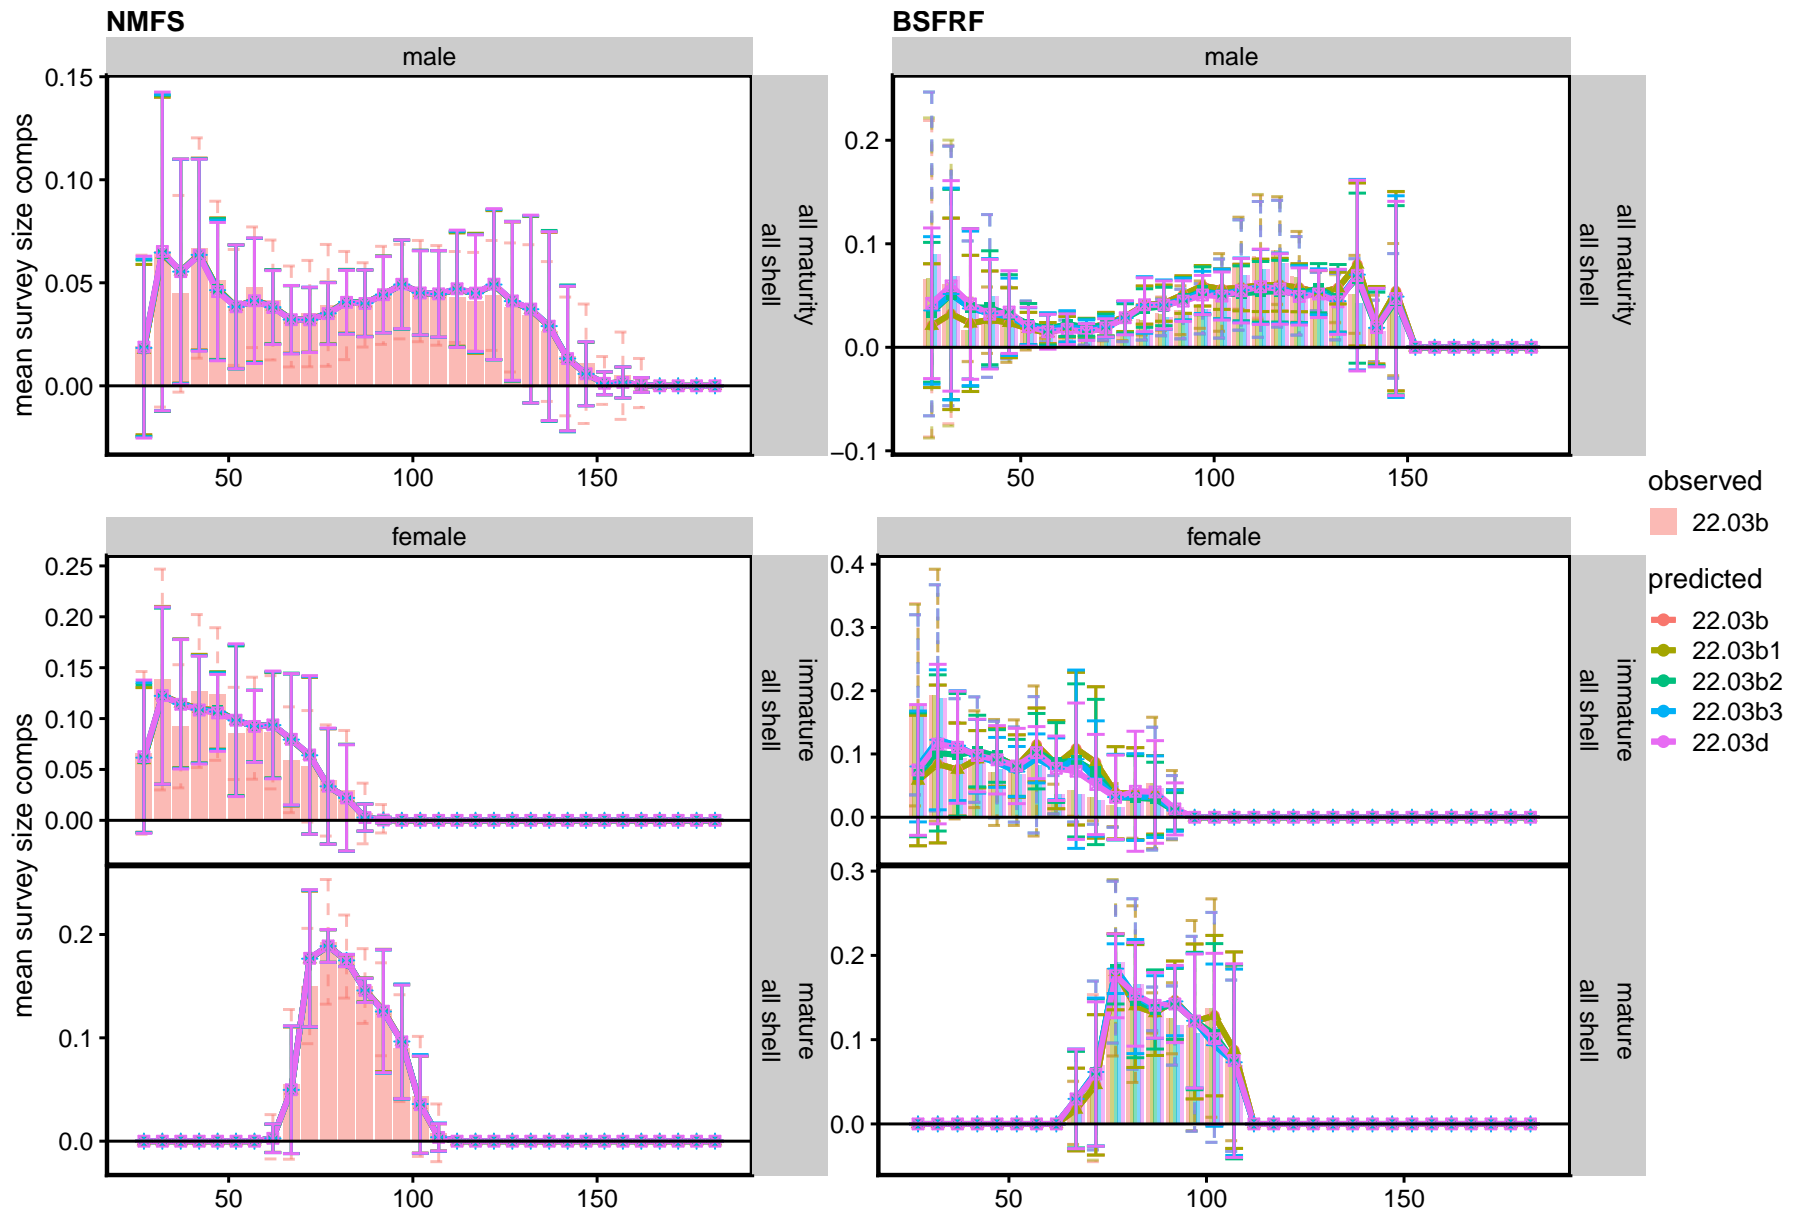 NMFS
BSFRF
male
male
mean survey size comps
0.15
0.10
0.05
0.00
all maturity
all shell
50
100
150
0.2
0.1
0.0
−0.1
all maturity
all shell
50
100
150
female
female
mean survey size comps
0.25
0.20
0.15
0.10
0.05
0.00
immature
all shell
0.2
0.1
0.0
mature
all shell
50
100
150
0.4
0.3
0.2
0.1
0.0
immature
all shell
0.3
0.2
0.1
0.0
mature
all shell
50
100
150
observed
22.03b
predicted
22.03b
22.03b1
22.03b2
22.03b3
22.03d